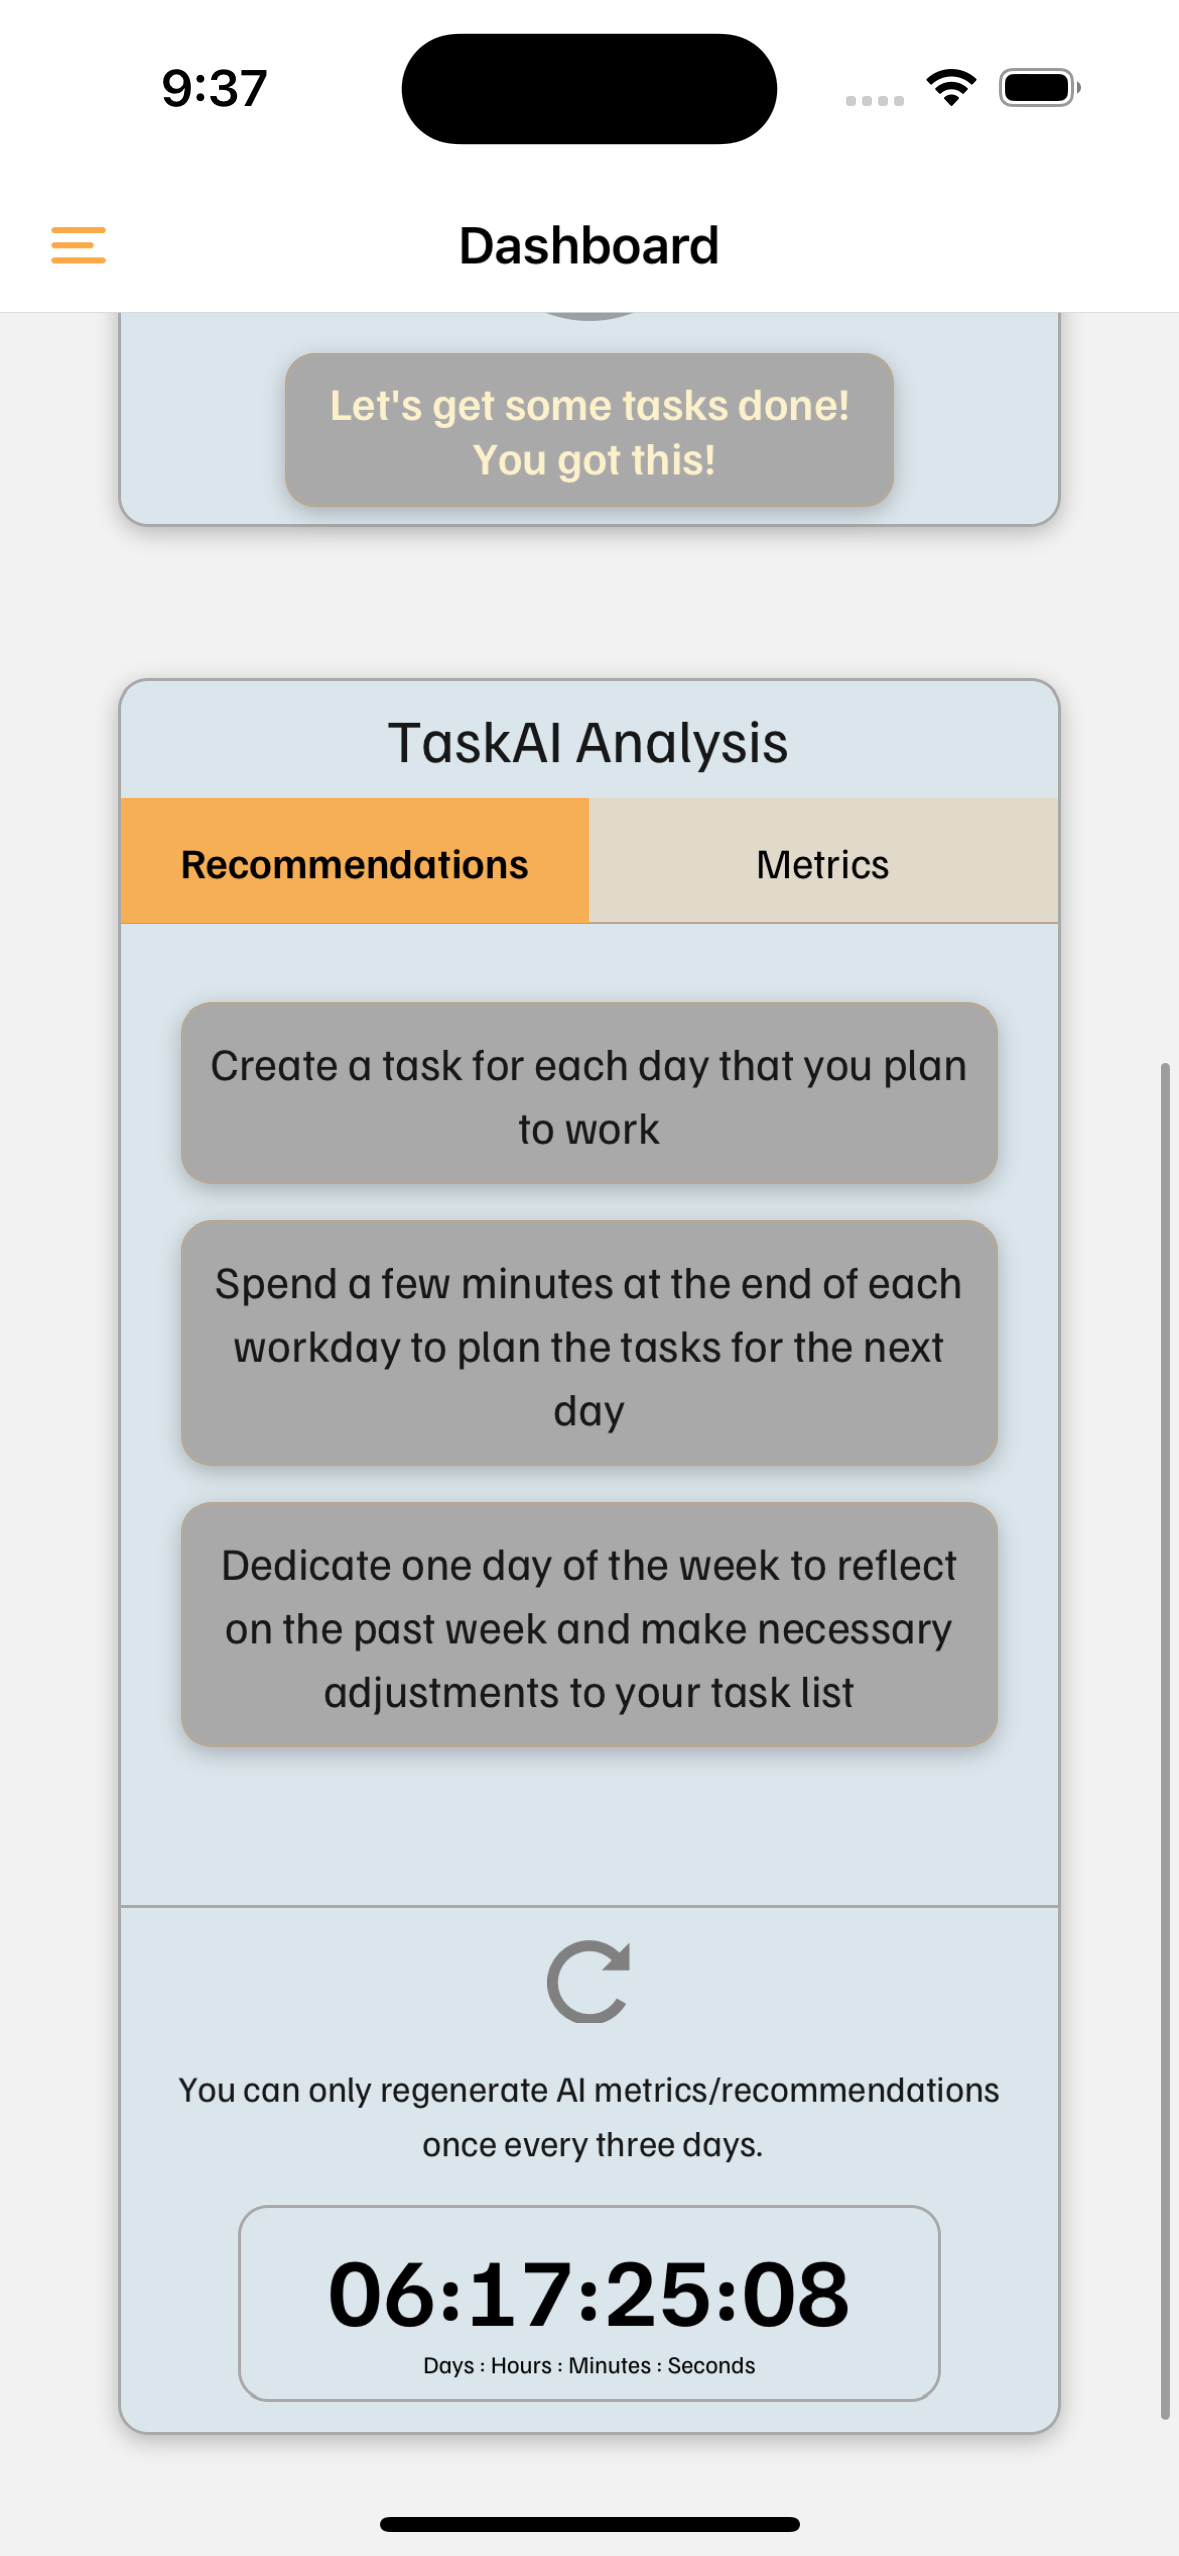 9:37
Dashboard
Let's get some tasks done!
You got this!
TaskAI Analysis
Recommendations
Metrics
Create a task for each day that you plan
to work
Spend a few minutes at the end of each
workday to plan the tasks for the next
day
Dedicate one day of the week to reflect
on the past week and make necessary
adjustments to your task list
You can only regenerate AI metrics/recommendations
once every three days.
06:17:25:08
Days : Hours : Minutes : Seconds